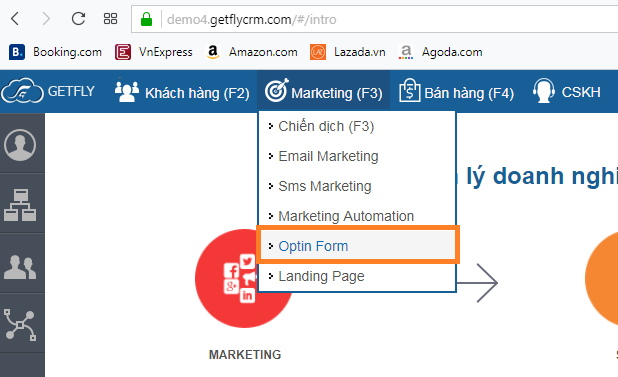 demo4.getflycrm.com/#/intro
Booking.com VnExpress Amazon.com Lazada.vn Agoda.com
GETFLY Khách hàng (F2) Marketing (F3) Bán hàng (F4) CSKH
Chiến dịch (F3)
Email Marketing
lý doanh nghi
Sms Marketing
Marketing Automation
Optin Form
Landing Page
MARKETING
S